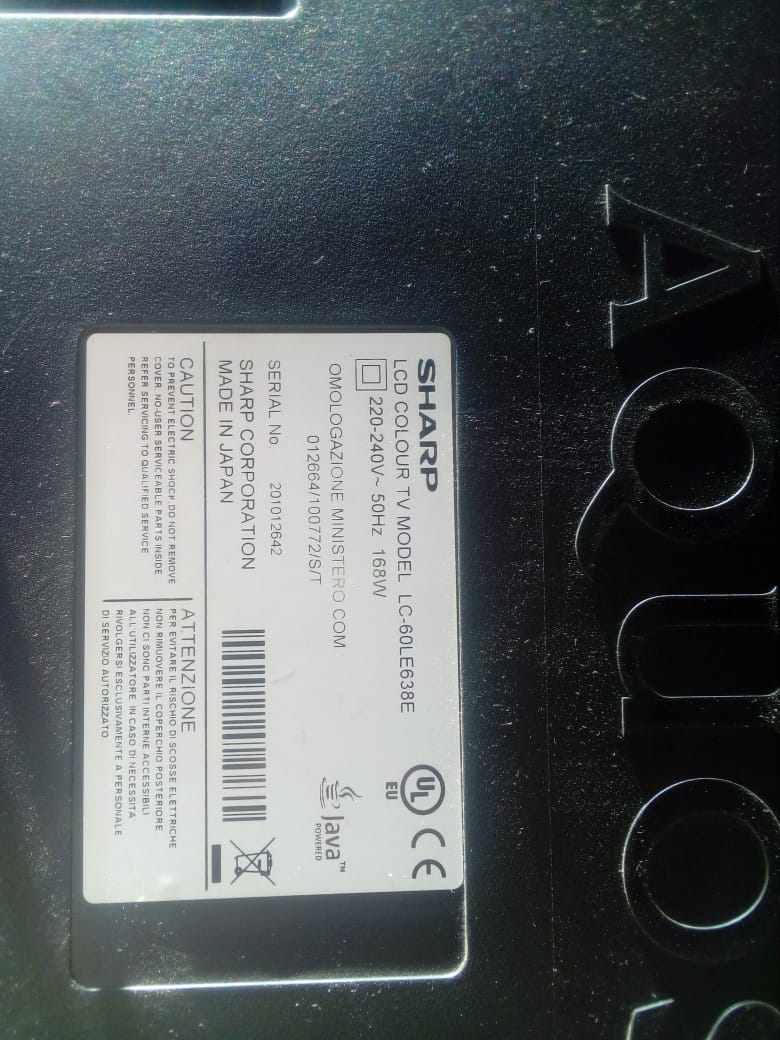 AQUOS
SHARP
LCD COLOUR TV MODEL LC-60LE638E
220-240V~ 50Hz 168W
OMOLOGAZIONE MINISTERO COM
012664/100772/S/T
SERIAL No. 201012642
SHARP CORPORATION
MADE IN JAPAN
UL
EU
CE
Java™
POWERED
CAUTION
TO PREVENT ELECTRIC SHOCK,DO NOT REMOVE
COVER. NO-USER SERVICEABLE PARTS INSIDE
REFER SERVICING TO QUALIFIED SERVICE
PERSONNEL.
ATTENZIONE
PER EVITARE IL RISCHIO DI SCOSSE ELETTRICHE
NON RIMUOVERE IL COPERCHIO POSTERIORE
NON CI SONO PARTI INTERNE ACCESSIBILI
ALL'UTILIZZATORE. IN CASO DI NECESSITA
RIVOLGERSI ESCLUSIVAMENTE A PERSONALE
DI SERVIZIO AUTORIZZATO